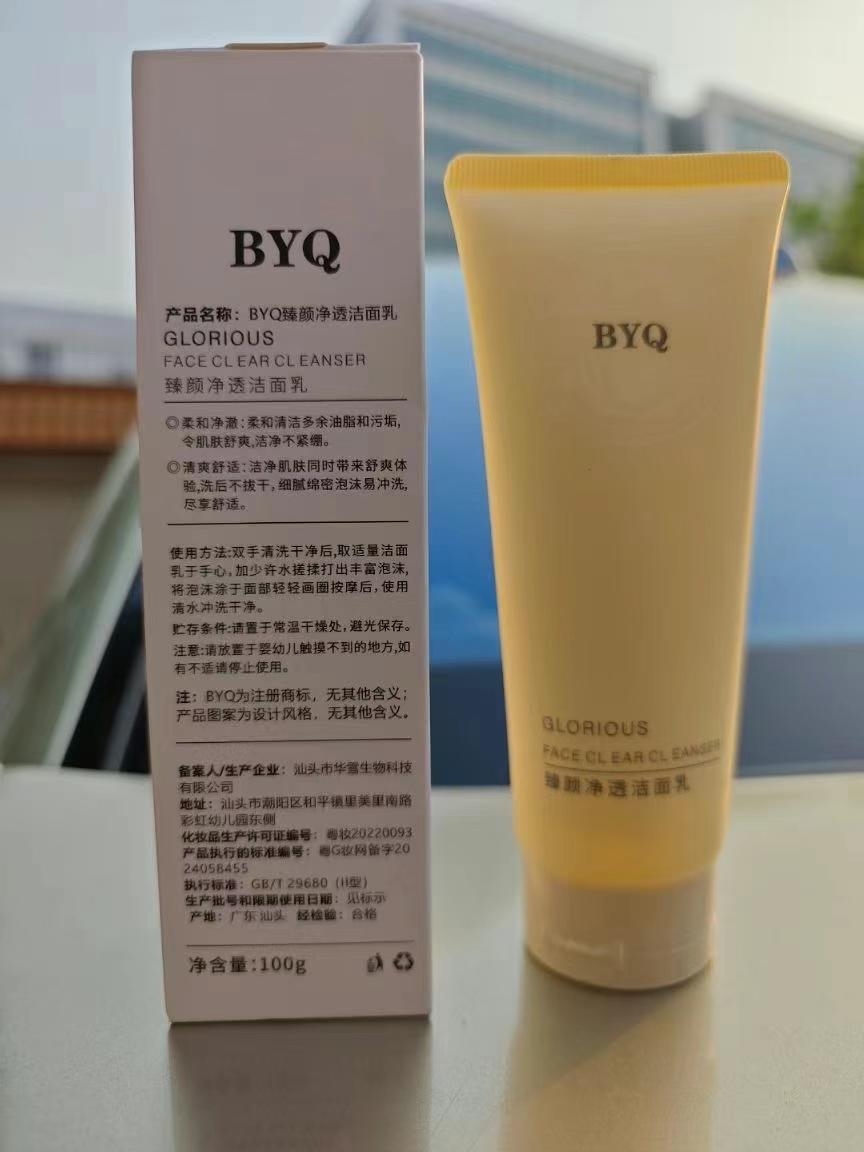 BYQ
产品名称：BYQ臻颜净透洁面乳
GLORIOUS
FACE CLEAR CLEANSER
臻颜净透洁面乳
◎柔和净澈：柔和清洁多余油脂和污垢，
令肌肤舒爽，洁净不紧绷。
◎清爽舒适：洁净肌肤同时带来舒爽体
验，洗后不拔干，细腻绵密泡沫易冲洗，
尽享舒适。
使用方法：双手清洗干净后，取适量洁面
乳于手心，加少许水搓揉打出丰富泡沫，
将泡沫涂于面部轻轻画圈按摩后，使用
清水冲洗干净。
贮存条件：请置于常温干燥处，避光保存。
注意：请放置于婴幼儿触摸不到的地方，如
有不适请停止使用。
注：BYQ为注册商标，无其他含义；
产品图案为设计风格，无其他含义。
备案人/生产企业：汕头市华雪生物科技
有限公司
地址：汕头市潮阳区和平镇里美里南路
彩虹幼儿园东侧
化妆品生产许可证编号：粤妆20220093
产品执行的标准编号：粤G妆网备字20
24058455
执行标准：GB/T 29680（II型）
生产批号和限期使用日期：见标示
产地：广东 汕头 经检验：合格
净含量：100g
BYQ
GLORIOUS
FACE CLEAR CLEANSER
臻颜净透洁面乳